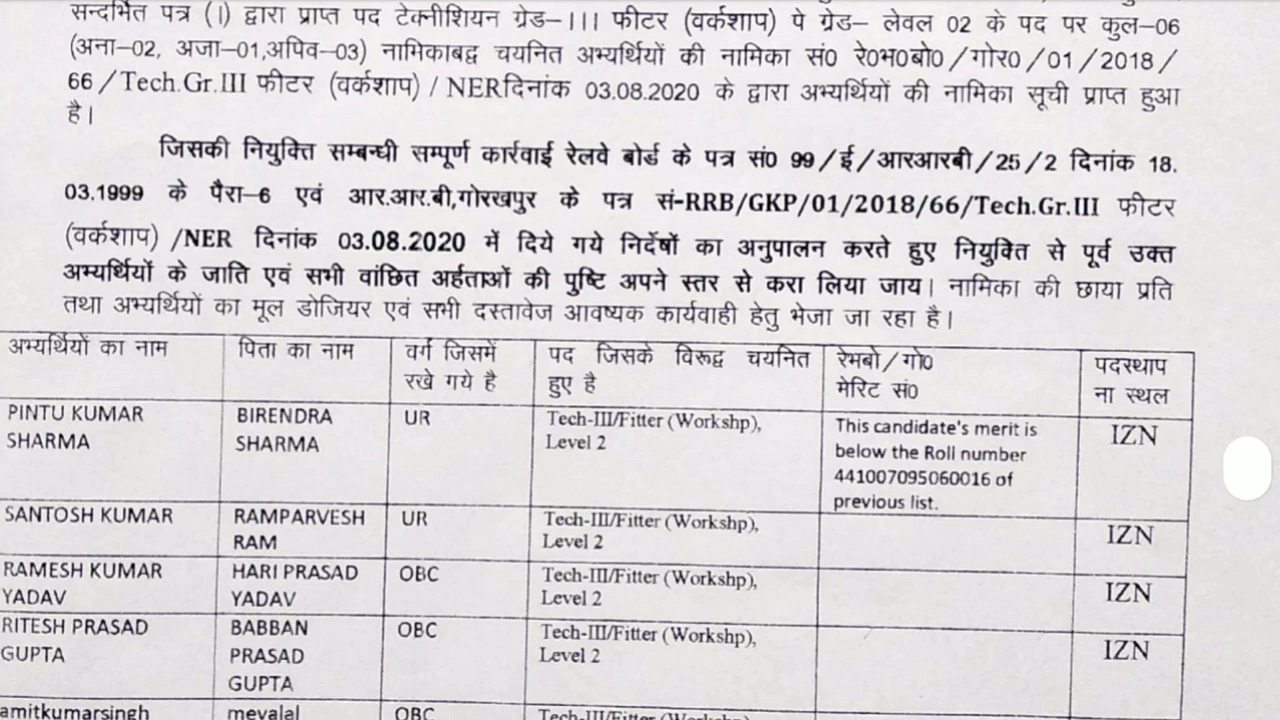 सन्दर्भित पत्र (।) द्वारा प्राप्त पद टेक्नीशियन ग्रेड–।।। फीटर (वर्कशाप) पे ग्रेड– लेवल 02 के पद पर कुल–06
(अना–02, अजा–01,अपिव–03) नामिकाबद्व चयनित अभ्यर्थियों की नामिका सं0 रे0भ0बो0/गोर0/01/2018/
66/Tech.Gr.III फीटर (वर्कशाप) / NERदिनांक 03.08.2020 के द्वारा अभ्यर्थियों की नामिका सूची प्राप्त हुआ
है।
जिसकी नियुक्ति सम्बन्धी सम्पूर्ण कार्रवाई रेलवे बोर्ड के पत्र सं0 99/ई/आरआरबी/25/2 दिनांक 18.
03.1999 के पैरा–6 एवं आर.आर.बी,गोरखपुर के पत्र सं-RRB/GKP/01/2018/66/Tech.Gr.III फीटर
(वर्कशाप) /NER दिनांक 03.08.2020 में दिये गये निर्देषों का अनुपालन करते हुए नियुक्ति से पूर्व उक्त
अभ्यर्थियों के जाति एवं सभी वांछित अर्हताओं की पुष्टि अपने स्तर से करा लिया जाय। नामिका की छाया प्रति
तथा अभ्यर्थियों का मूल डोजियर एवं सभी दस्तावेज आवष्यक कार्यवाही हेतु भेजा जा रहा है।
अभ्यर्थियों का नाम पिता का नाम वर्ग जिसमें पद जिसके विरूद्व चयनित रेभबो/गो0 पदस्थाप
रखे गये है हुए है मेरिट सं0 ना स्थल
PINTU KUMAR BIRENDRA UR Tech-III/Fitter (Workshp), This candidate's merit is IZN
SHARMA SHARMA Level 2 below the Roll number
441007095060016 of
previous list.
SANTOSH KUMAR RAMPARVESH UR Tech-III/Fitter (Workshp), IZN
RAM Level 2
RAMESH KUMAR HARI PRASAD OBC Tech-III/Fitter (Workshp), IZN
YADAV YADAV Level 2
RITESH PRASAD BABBAN OBC Tech-III/Fitter (Workshp), IZN
GUPTA PRASAD Level 2
GUPTA
amitkumarsingh mevalal OBC Tech-III/Fitter (Workshp),